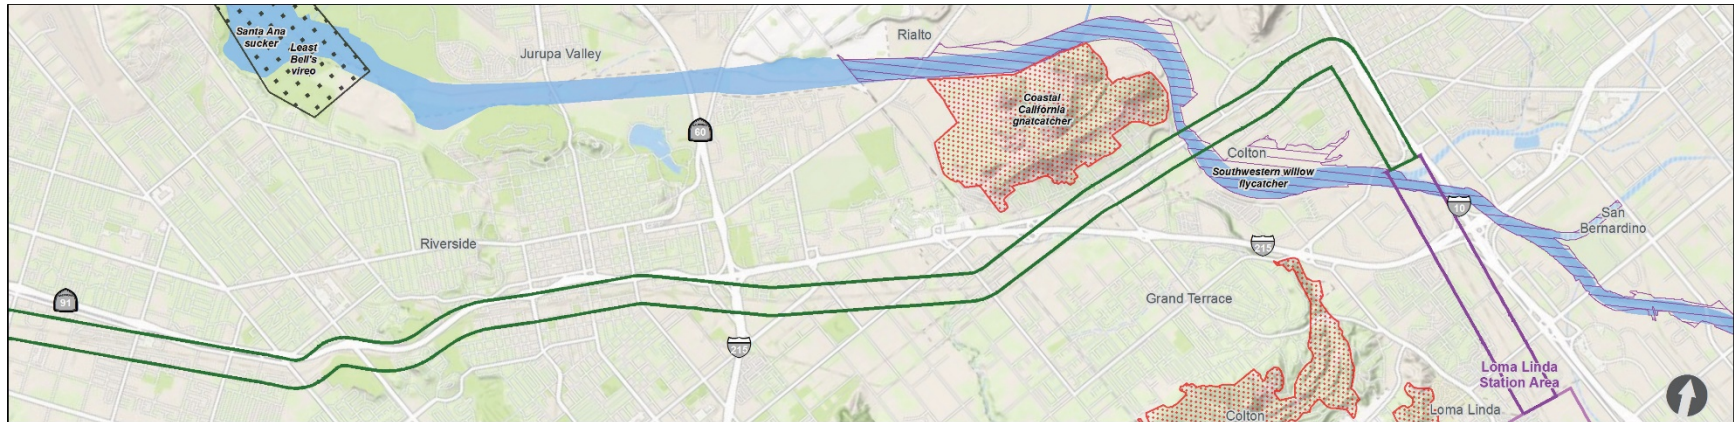 Santa Ana
sucker
Least
Bell's
vireo
Jurupa Valley
Rialto
60
Coastal
California
gnatcatcher
Colton
Southwestern willow
flycatcher
10
San
Bernardino
Riverside
215
91
Grand Terrace
215
Loma Linda
Station Area
Colton
Loma Linda